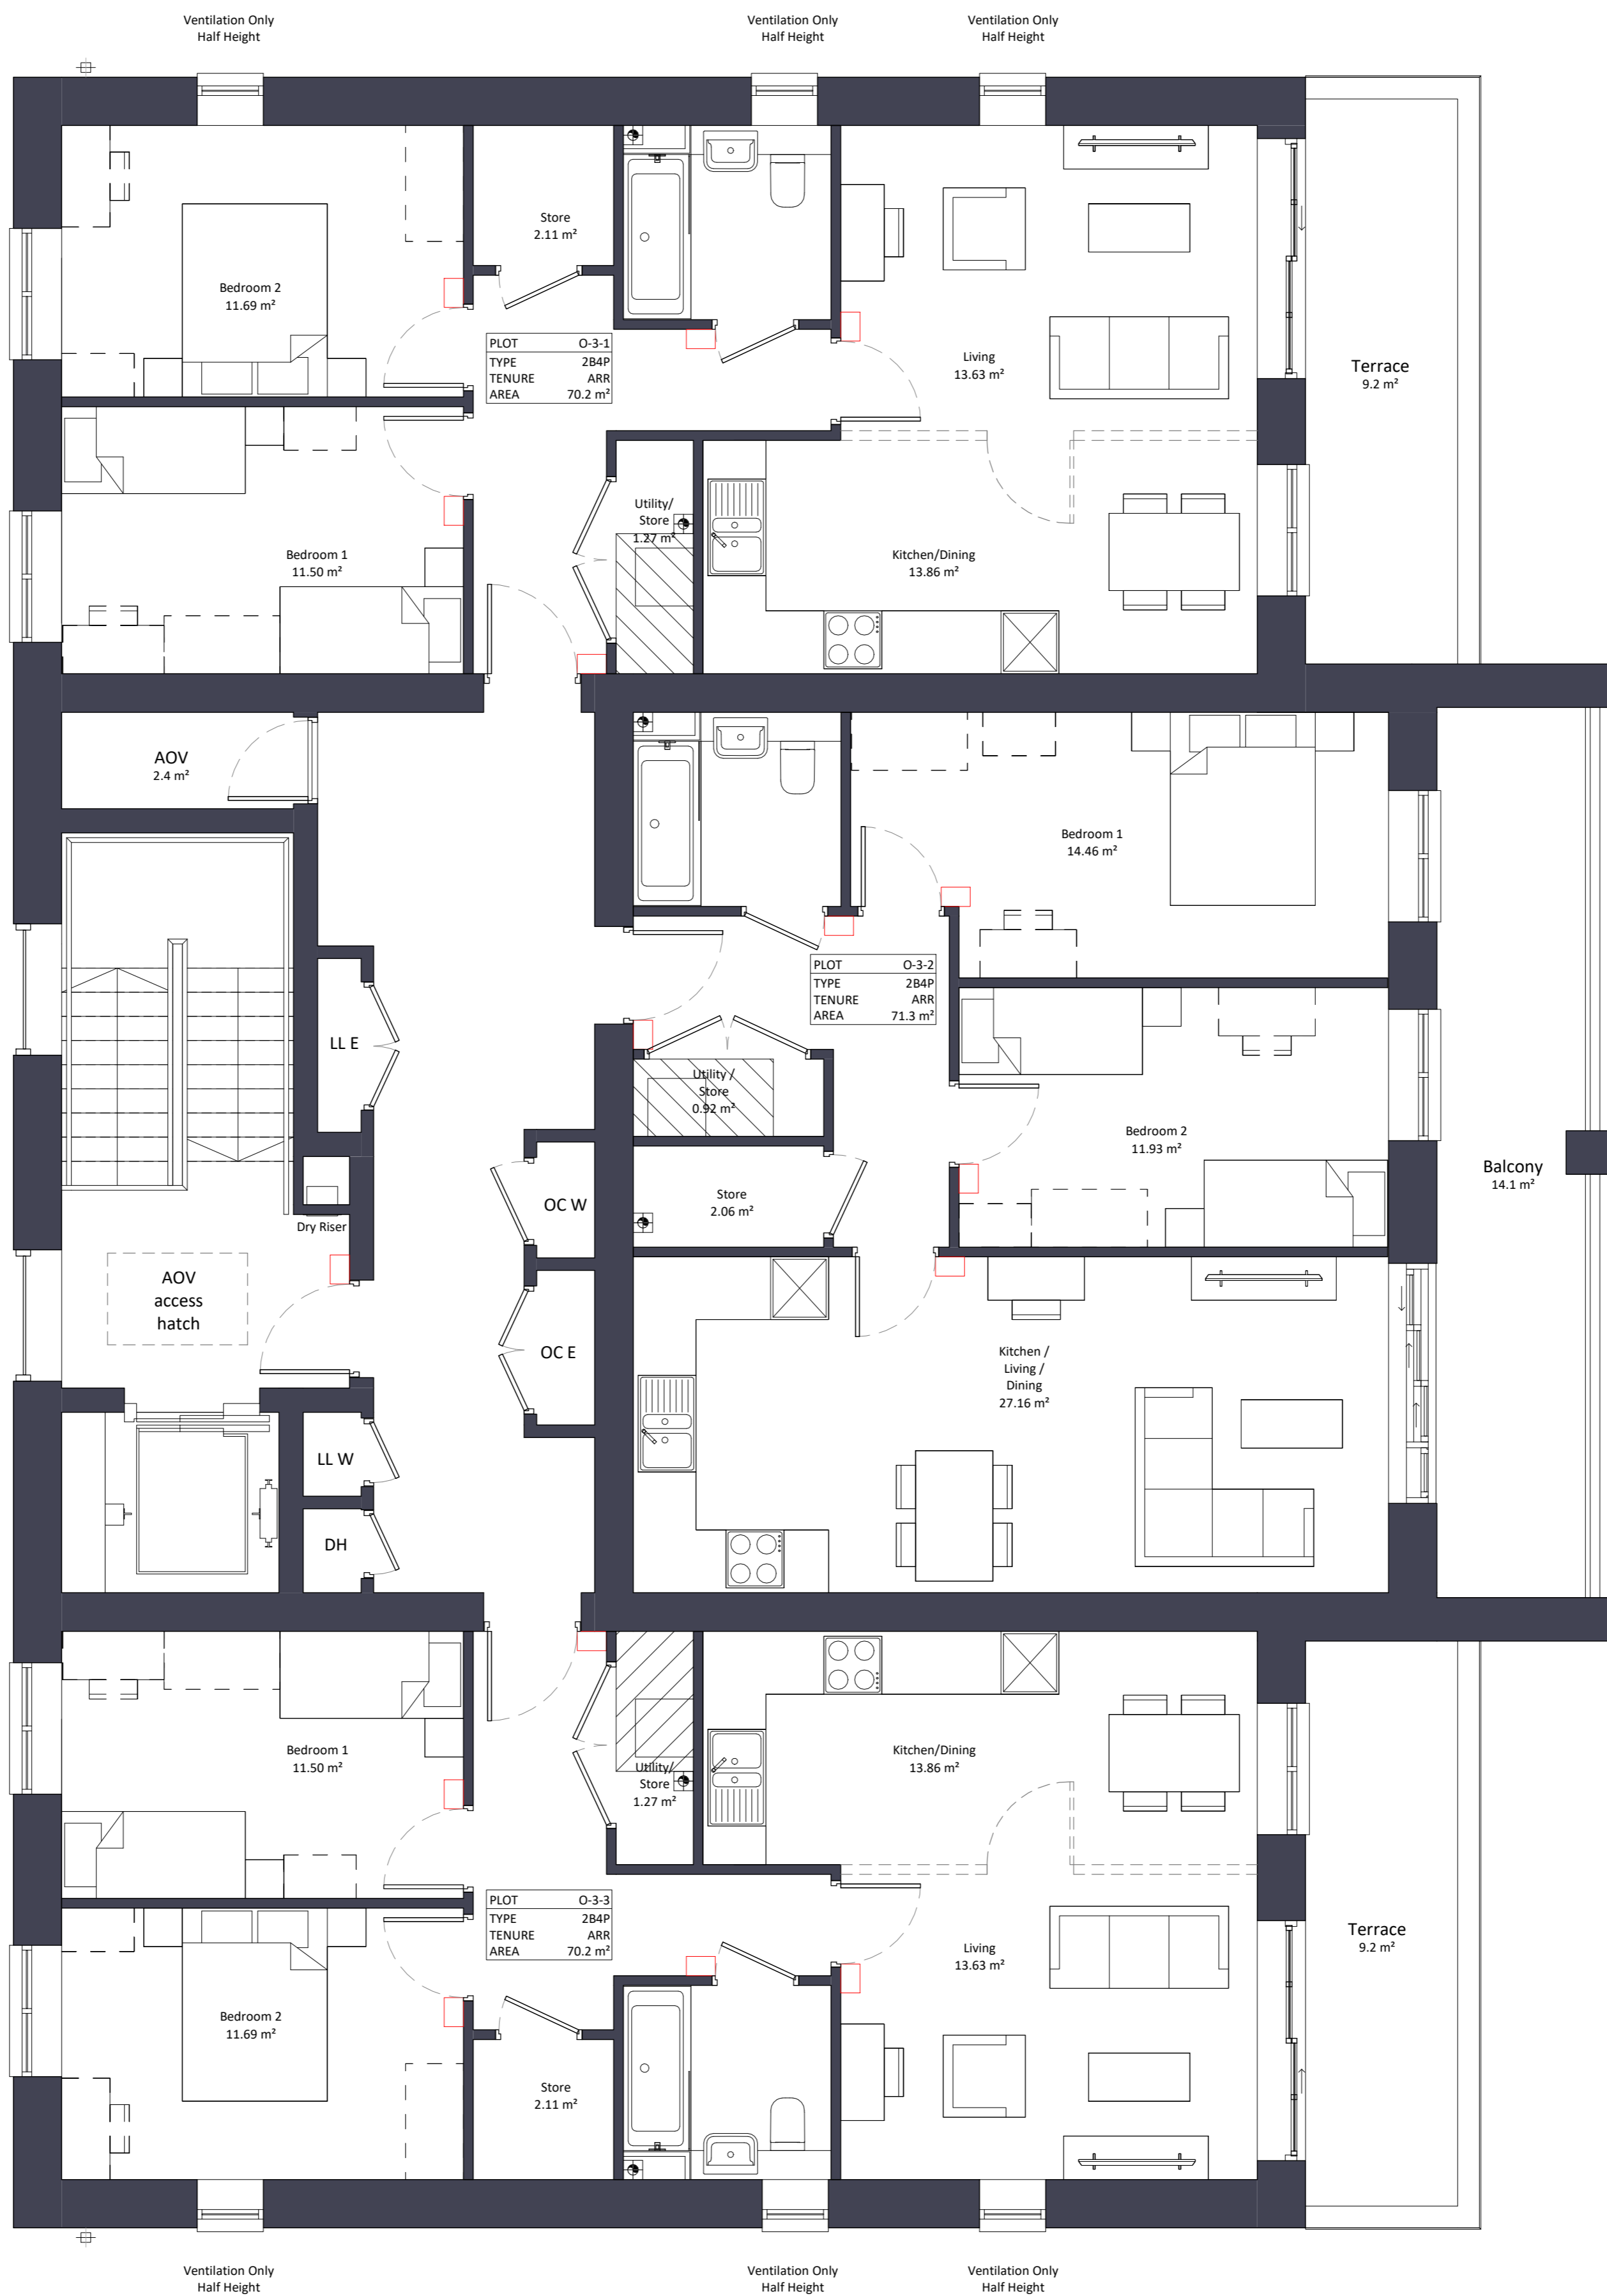 Ventilation Only
Half Height
Ventilation Only
Half Height
Ventilation Only
Half Height
Store
2.11 m²
Bedroom 2
11.69 m²
PLOT O-3-1
TYPE 2B4P
TENURE ARR
AREA 70.2 m²
Living
13.63 m²
Terrace
9.2 m²
Utility/
Store
1.27 m²
Bedroom 1
11.50 m²
Kitchen/Dining
13.86 m²
AOV
2.4 m²
Bedroom 1
14.46 m²
PLOT O-3-2
TYPE 2B4P
TENURE ARR
AREA 71.3 m²
LL E
Utility /
Store
0.92 m²
Bedroom 2
11.93 m²
Balcony
14.1 m²
OC W
Store
2.06 m²
Dry Riser
AOV
access
hatch
OC E
Kitchen /
Living /
Dining
27.16 m²
LL W
DH
Bedroom 1
11.50 m²
Utility/
Store
1.27 m²
Kitchen/Dining
13.86 m²
PLOT O-3-3
TYPE 2B4P
TENURE ARR
AREA 70.2 m²
Living
13.63 m²
Terrace
9.2 m²
Bedroom 2
11.69 m²
Store
2.11 m²
Ventilation Only
Half Height
Ventilation Only
Half Height
Ventilation Only
Half Height